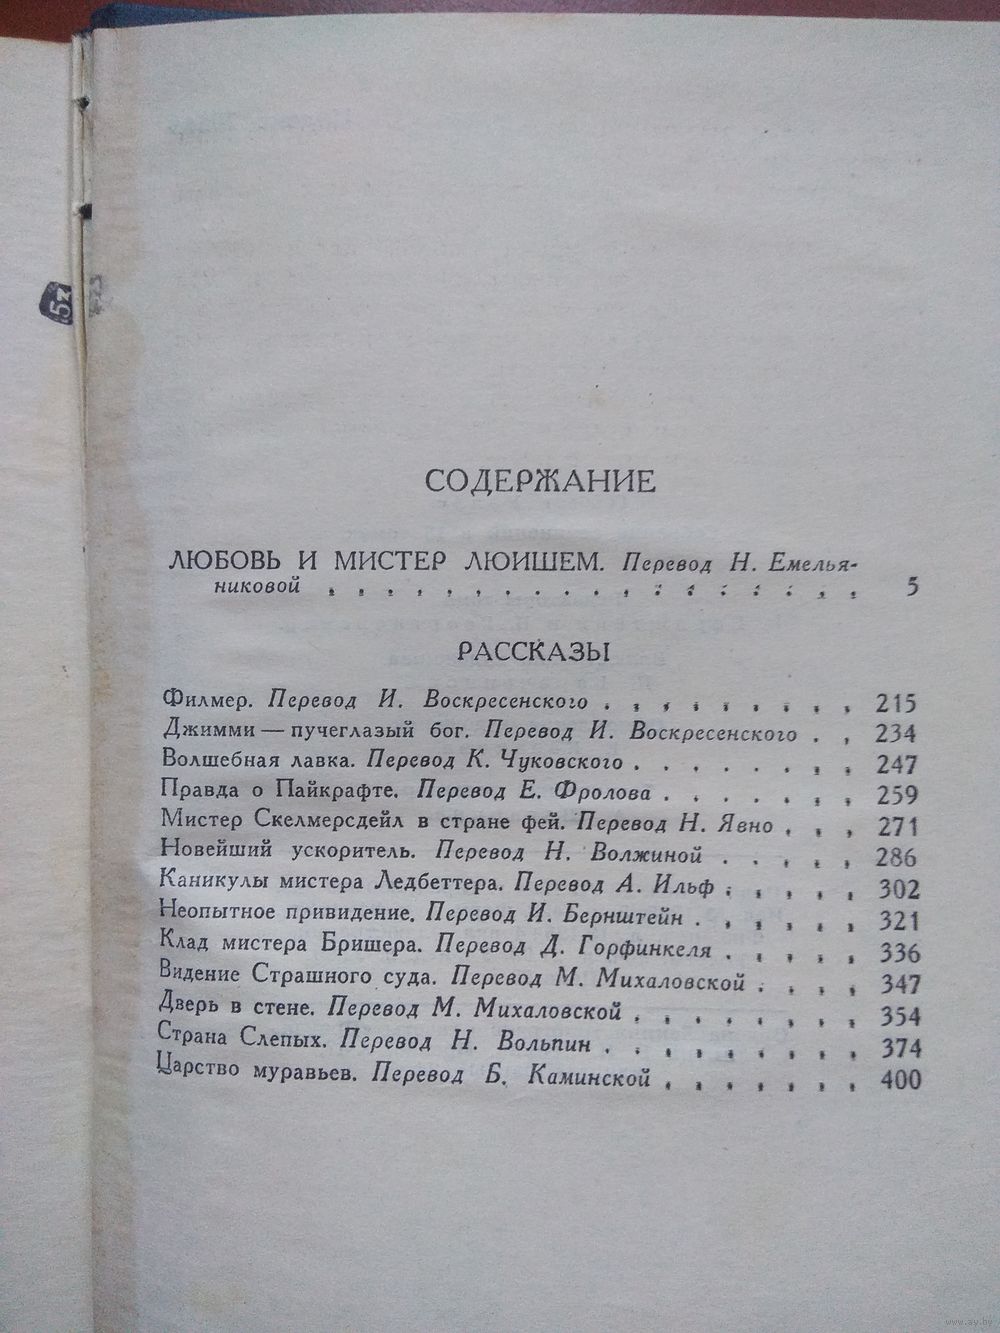 СОДЕРЖАНИЕ
ЛЮБОВЬ И МИСТЕР ЛЮИШЕМ. Перевод Н. Емелья-
никовой . . . . . . . . . . . . . . . . . . 5
РАССКАЗЫ
Филмер. Перевод И. Воскресенского . . . . . . . . . 215
Джимми — пучеглазый бог. Перевод И. Воскресенского . . 234
Волшебная лавка. Перевод К. Чуковского . . . . . . . . 247
Правда о Пайкрафте. Перевод Е. Фролова . . . . . . . 259
Мистер Скелмерсдейл в стране фей. Перевод Н. Явно . . . 271
Новейший ускоритель. Перевод Н. Волжиной . . . . . 286
Каникулы мистера Ледбеттера. Перевод А. Ильф . . . . . 302
Неопытное привидение. Перевод И. Бернштейн . . . . . . 321
Клад мистера Бришера. Перевод Д. Горфинкеля . . . . . 336
Видение Страшного суда. Перевод М. Михаловской . . . . 347
Дверь в стене. Перевод М. Михаловской . . . . . . . . 354
Страна Слепых. Перевод Н. Вольпин . . . . . . . . . 374
Царство муравьев. Перевод Б. Каминской . . . . . . . 400
www.ay.by